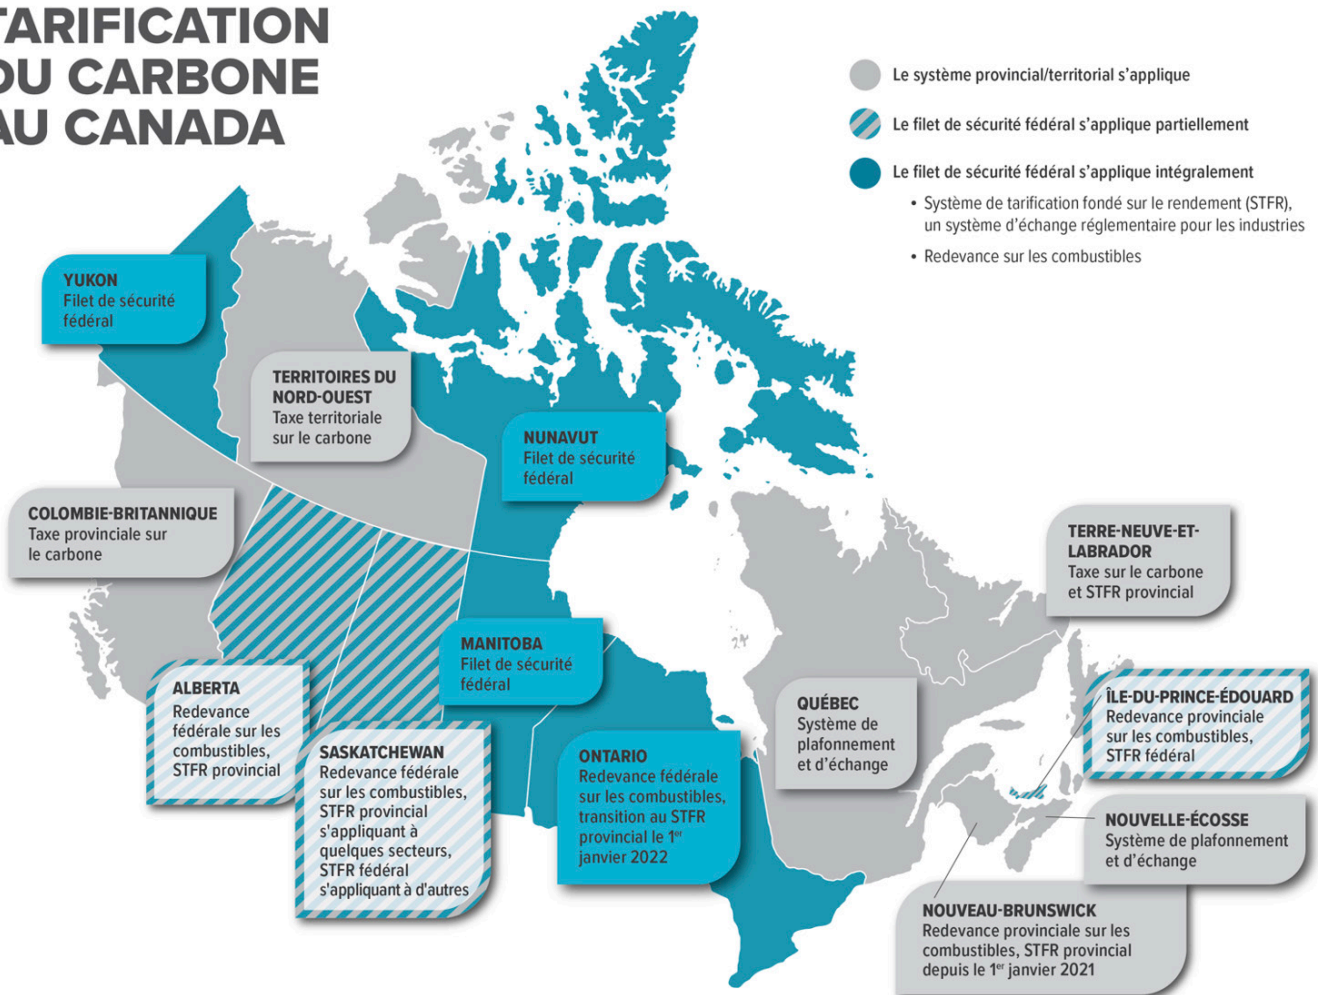 TARIFICATION
DU CARBONE
AU CANADA
Le système provincial/territorial s'applique
Le filet de sécurité fédéral s'applique partiellement
Le filet de sécurité fédéral s'applique intégralement
• Système de tarification fondé sur le rendement (STFR),
un système d'échange réglementaire pour les industries
• Redevance sur les combustibles
YUKON
Filet de sécurité
fédéral
TERRITOIRES DU
NORD-OUEST
Taxe territoriale
sur le carbone
NUNAVUT
Filet de sécurité
fédéral
COLOMBIE-BRITANNIQUE
Taxe provinciale sur
le carbone
TERRE-NEUVE-ET-
LABRADOR
Taxe sur le carbone
et STFR provincial
MANITOBA
Filet de sécurité
fédéral
ALBERTA
Redevance
fédérale sur les
combustibles,
STFR provincial
SASKATCHEWAN
Redevance fédérale
sur les combustibles,
STFR provincial
s'appliquant à
quelques secteurs,
STFR fédéral
s'appliquant à d'autres
ONTARIO
Redevance fédérale
sur les combustibles,
transition au STFR
provincial le 1er
janvier 2022
QUÉBEC
Système de
plafonnement
et d'échange
ÎLE-DU-PRINCE-ÉDOUARD
Redevance provinciale
sur les combustibles,
STFR fédéral
NOUVELLE-ÉCOSSE
Système de plafonnement
et d'échange
NOUVEAU-BRUNSWICK
Redevance provinciale sur les
combustibles, STFR provincial
depuis le 1er janvier 2021